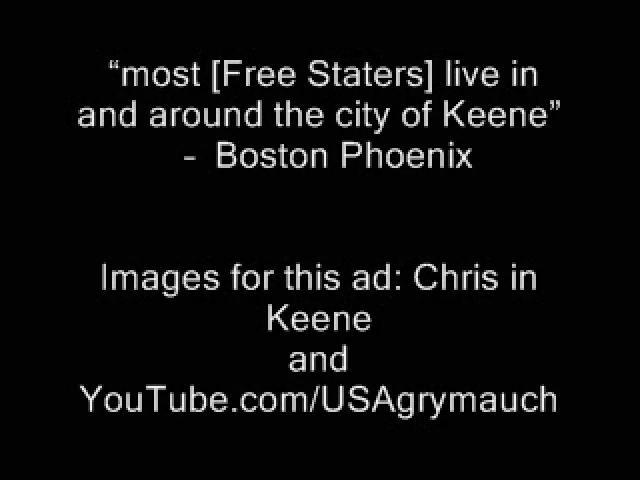 “most [Free Staters] live in
and around the city of Keene”
- Boston Phoenix
Images for this ad: Chris in
Keene
and
YouTube.com/USAgrymauch